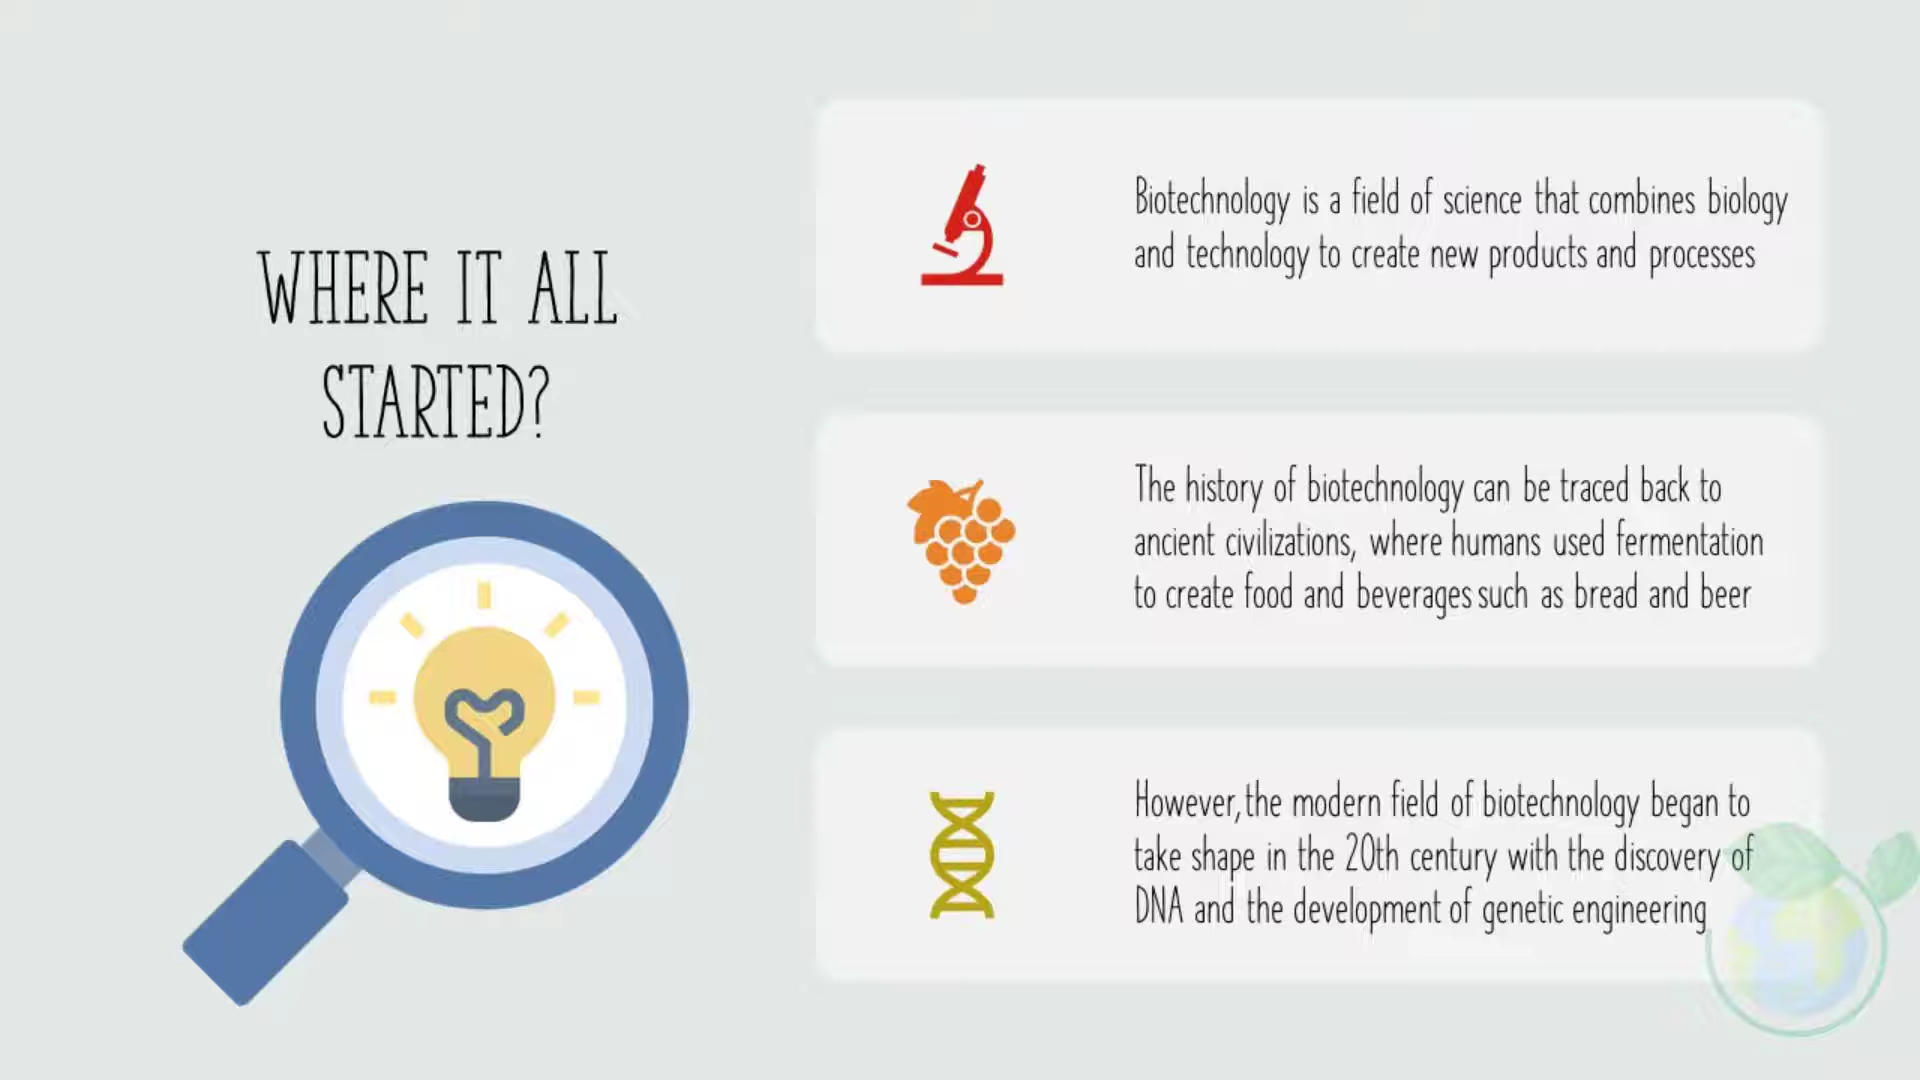 WHERE IT ALL
STARTED?
Biotechnology is a field of science that combines biology
and technology to create new products and processes
The history of biotechnology can be traced back to
ancient civilizations, where humans used fermentation
to create food and beverages such as bread and beer
However, the modern field of biotechnology began to
take shape in the 20th century with the discovery of
DNA and the development of genetic engineering